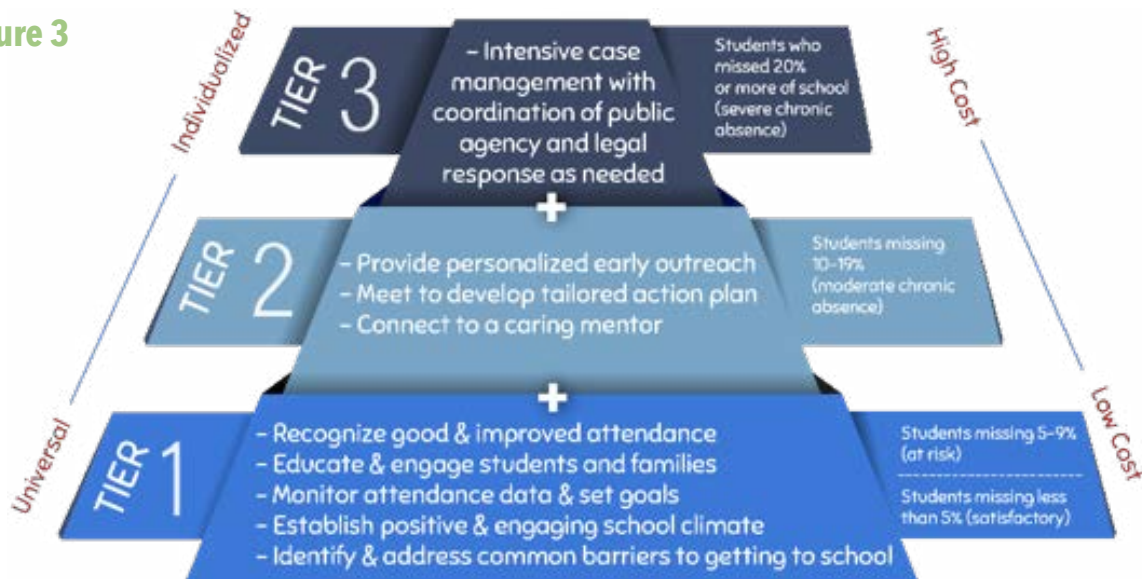 ure 3
Individualized
Universal
High Cost
Low Cost
TIER 3
– Intensive case
management with
coordination of public
agency and legal
response as needed
Students who
missed 20%
or more of school
(severe chronic
absence)
+
TIER 2
– Provide personalized early outreach
– Meet to develop tailored action plan
– Connect to a caring mentor
Students missing
10–19%
(moderate chronic
absence)
+
TIER 1
– Recognize good & improved attendance
– Educate & engage students and families
– Monitor attendance data & set goals
– Establish positive & engaging school climate
– Identify & address common barriers to getting to school
Students missing 5–9%
(at risk)
Students missing less
than 5% (satisfactory)